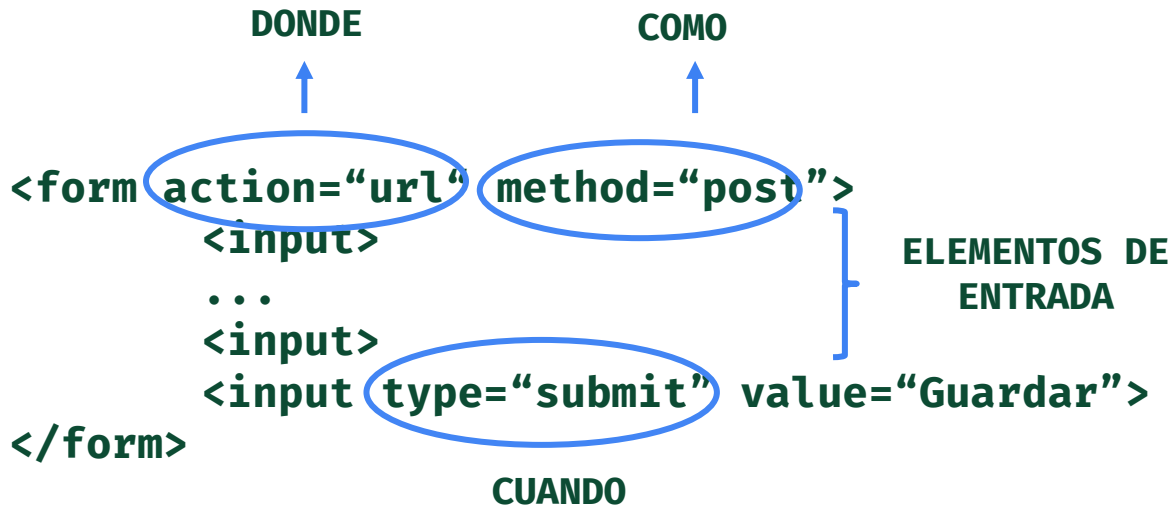 DONDE COMO
<form action=“url“ method=“post”>
<input>
...
<input>
<input type=“submit” value=“Guardar”>
</form>
ELEMENTOS DE
ENTRADA
CUANDO